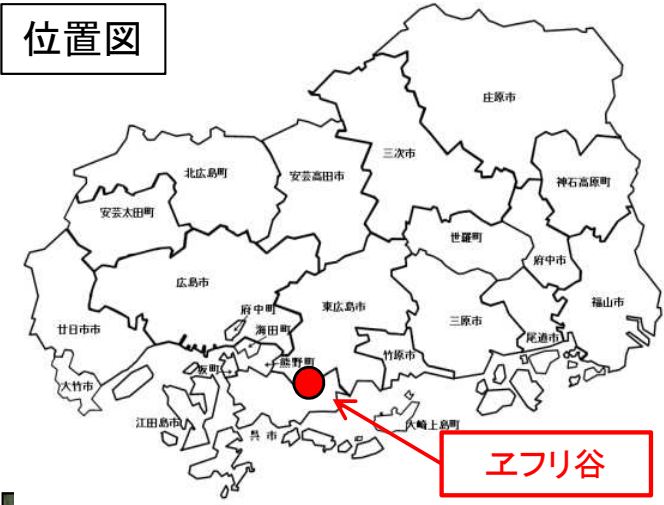 位置図
庄原市
三次市
北広島町
安芸高田市
神石高原町
安芸太田町
世羅町
府中市
広島市
東広島市
福山市
府中町
三原市
海田町
廿日市市
尾道市
熊野町
竹原市
坂町
大竹市
江田島市
大崎上島町
呉市
ヱフリ谷